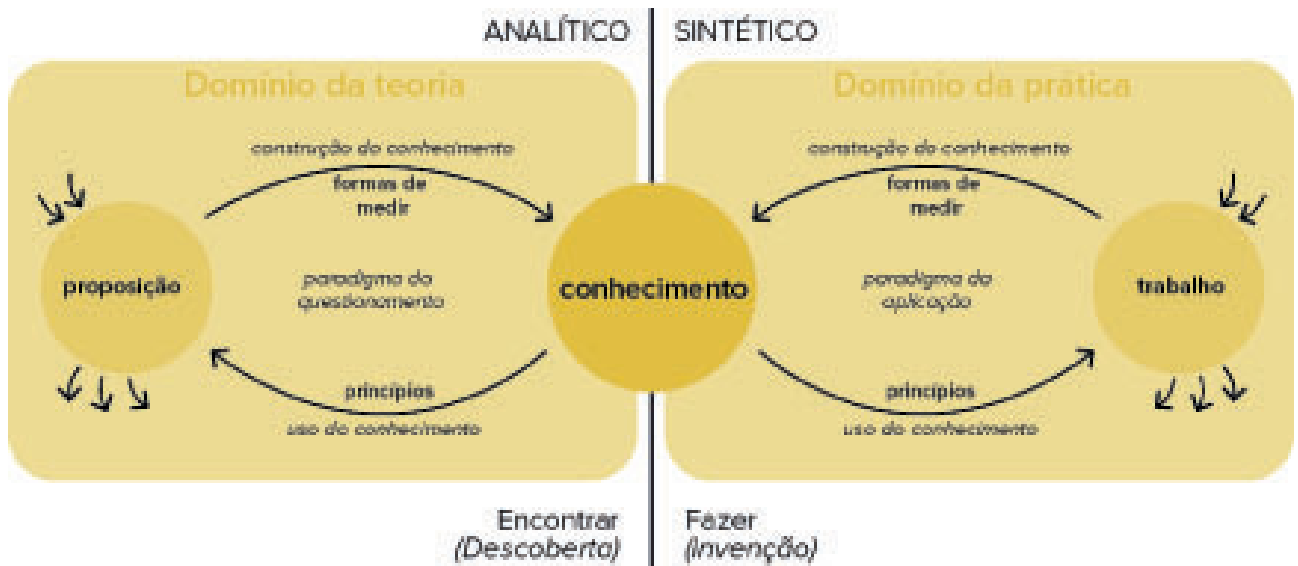 ANALÍTICO
SINTÉTICO
Domínio da teoria
Domínio da prática
construção do conhecimento
formas de
medir
proposição
paradigma do
questionamento
princípios
uso do conhecimento
conhecimento
construção do conhecimento
formas de
medir
paradigma da
aplicação
trabalho
princípios
uso do conhecimento
Encontrar
(Descoberta)
Fazer
(Invenção)